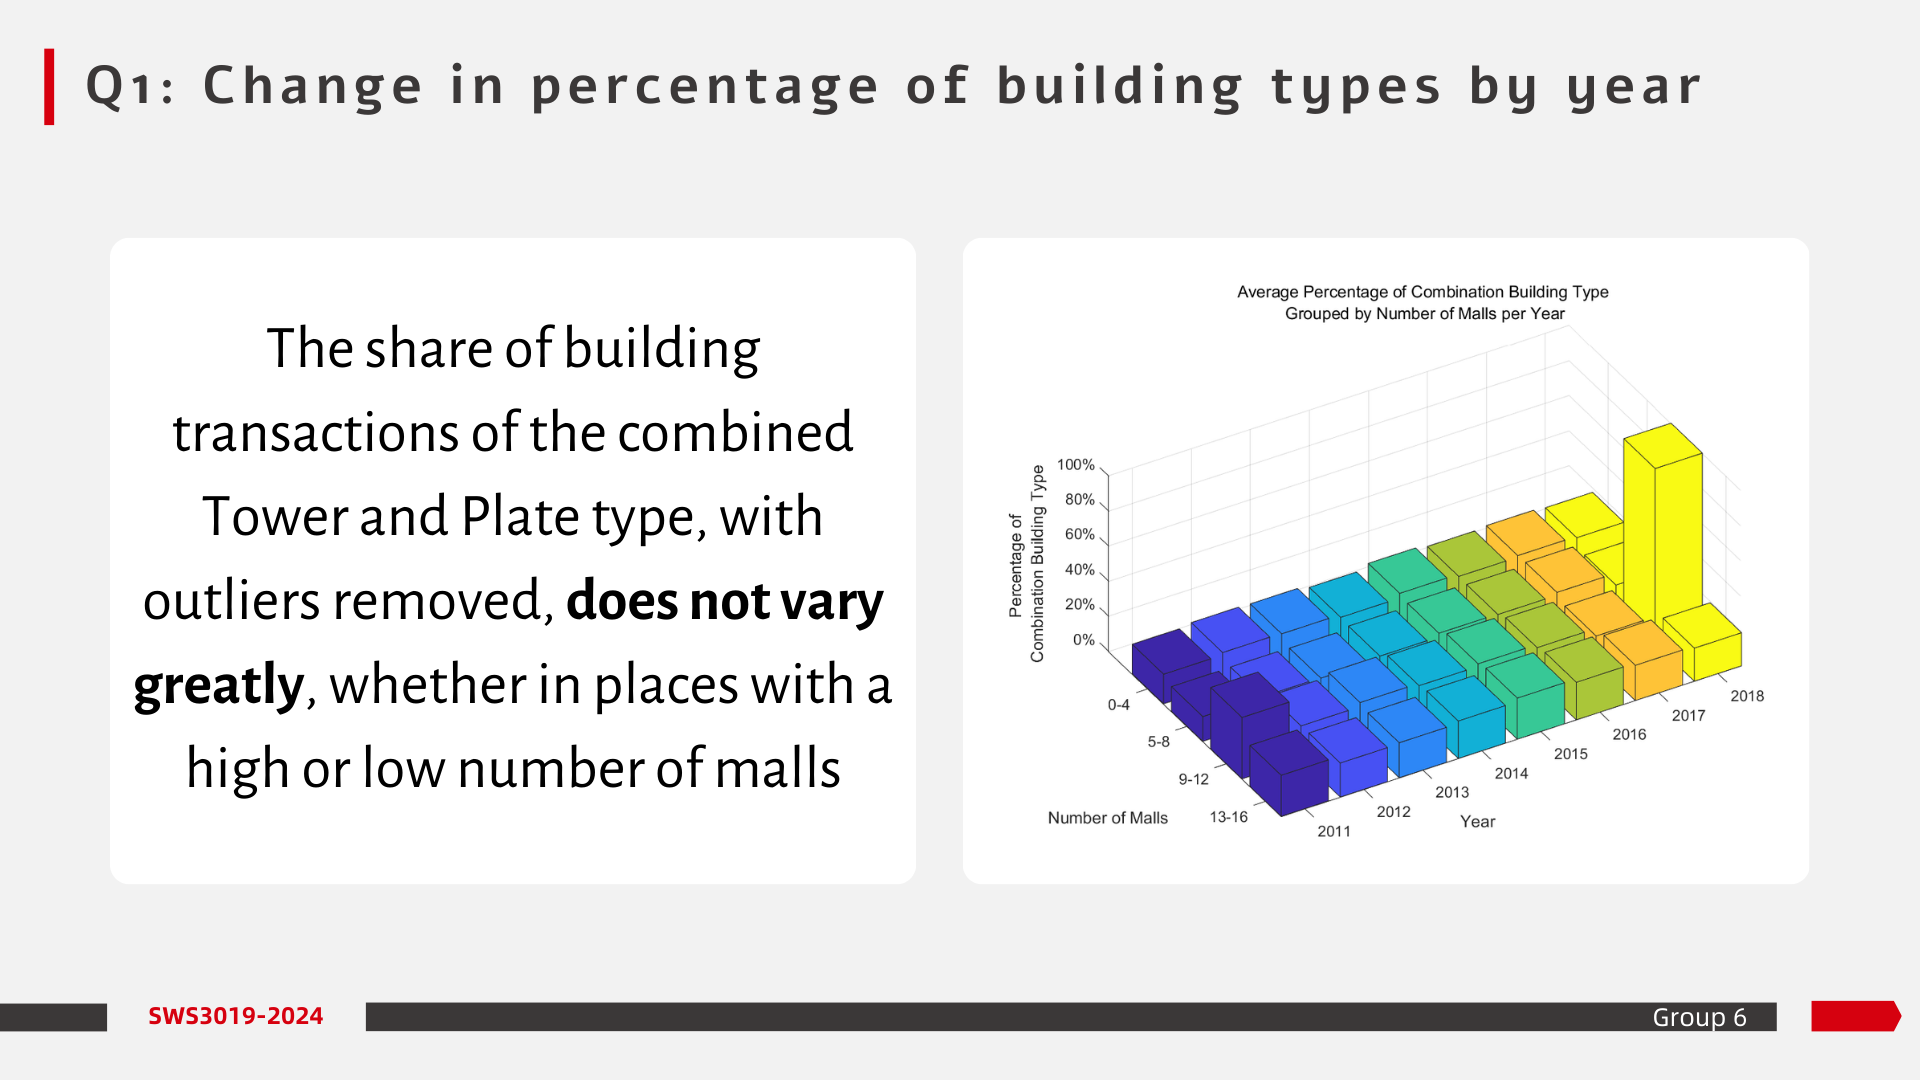 Q1: Change in percentage of building types by year
The share of building
transactions of the combined
Tower and Plate type, with
outliers removed, does not vary
greatly, whether in places with a
high or low number of malls
Average Percentage of Combination Building Type
Grouped by Number of Malls per Year
Percentage of
Combination Building Type
100%
80%
60%
40%
20%
0%
0-4
5-8
9-12
13-16
Number of Malls
2011
2012
2013
2014
2015
2016
2017
2018
Year
SWS3019-2024
Group 6